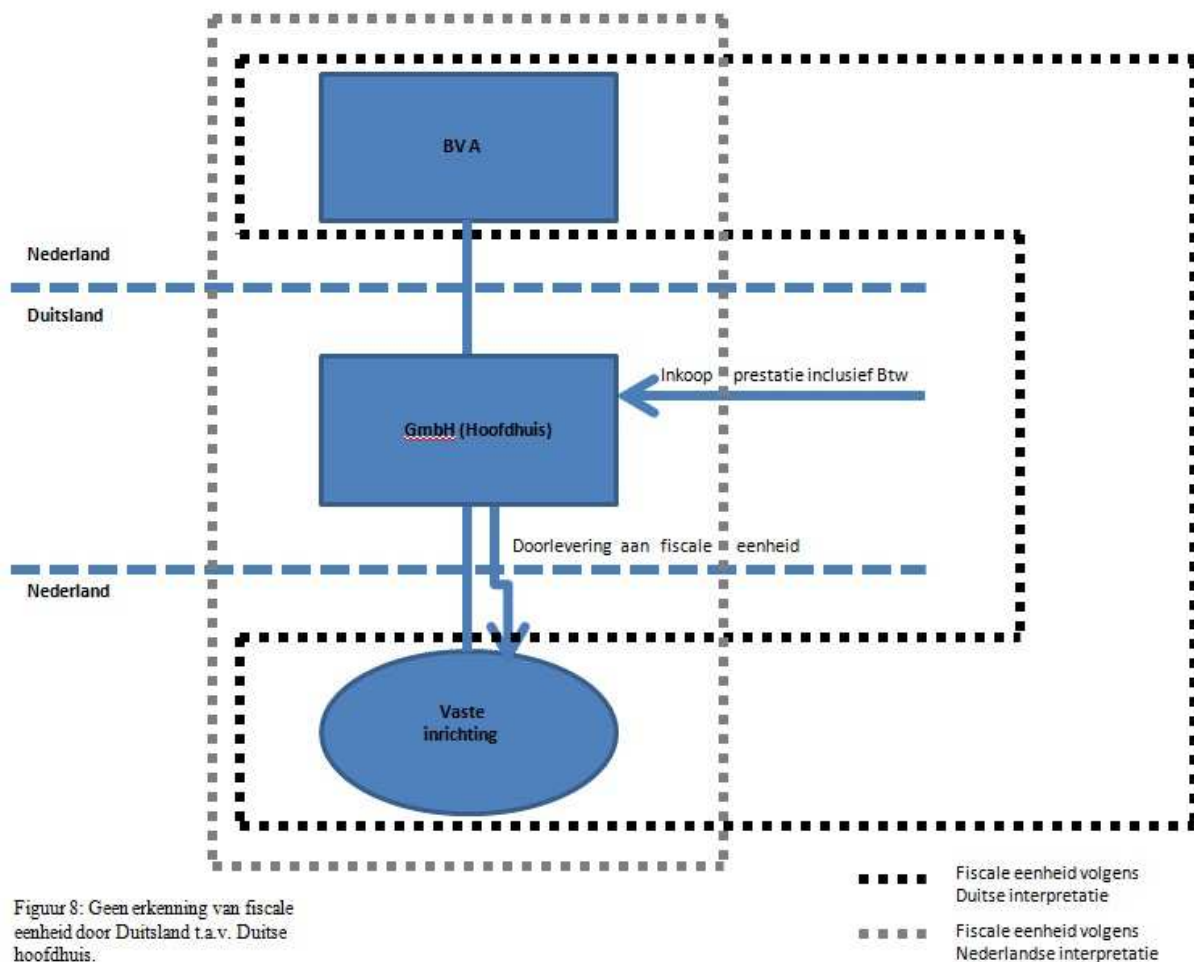 BV A
Nederland
Duitsland
Inkoop prestatie inclusief Btw
GmbH (Hoofdhuis)
Doorlevering aan fiscale eenheid
Nederland
Vaste
inrichting
Fiscale eenheid volgens
Duitse interpretatie
Fiscale eenheid volgens
Nederlandse interpretatie
Figuur 8: Geen erkenning van fiscale
eenheid door Duitsland t.a.v. Duitse
hoofdhuis.